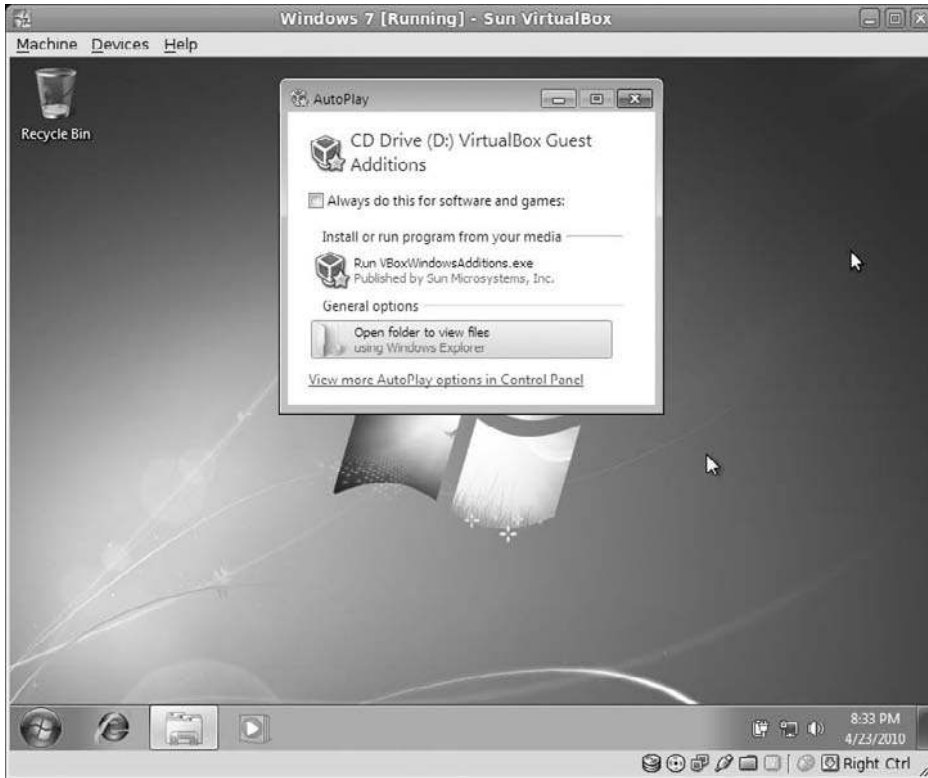 Windows 7 [Running] - Sun VirtualBox
Machine Devices Help
Recycle Bin
AutoPlay
CD Drive (D:) VirtualBox Guest
Additions
Always do this for software and games:
Install or run program from your media
Run VBoxWindowsAdditions.exe
Published by Sun Microsystems, Inc.
General options
Open folder to view files
using Windows Explorer
View more AutoPlay options in Control Panel
8:33 PM
4/23/2010
Right Ctrl